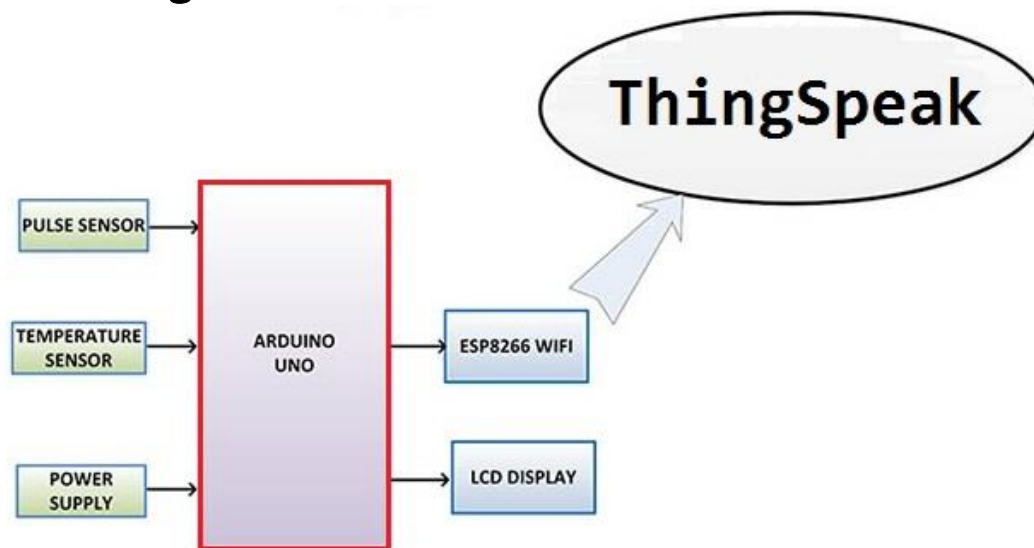 ThingSpeak
PULSE SENSOR
TEMPERATURE
SENSOR
ARDUINO
UNO
ESP8266 WIFI
POWER
SUPPLY
LCD DISPLAY